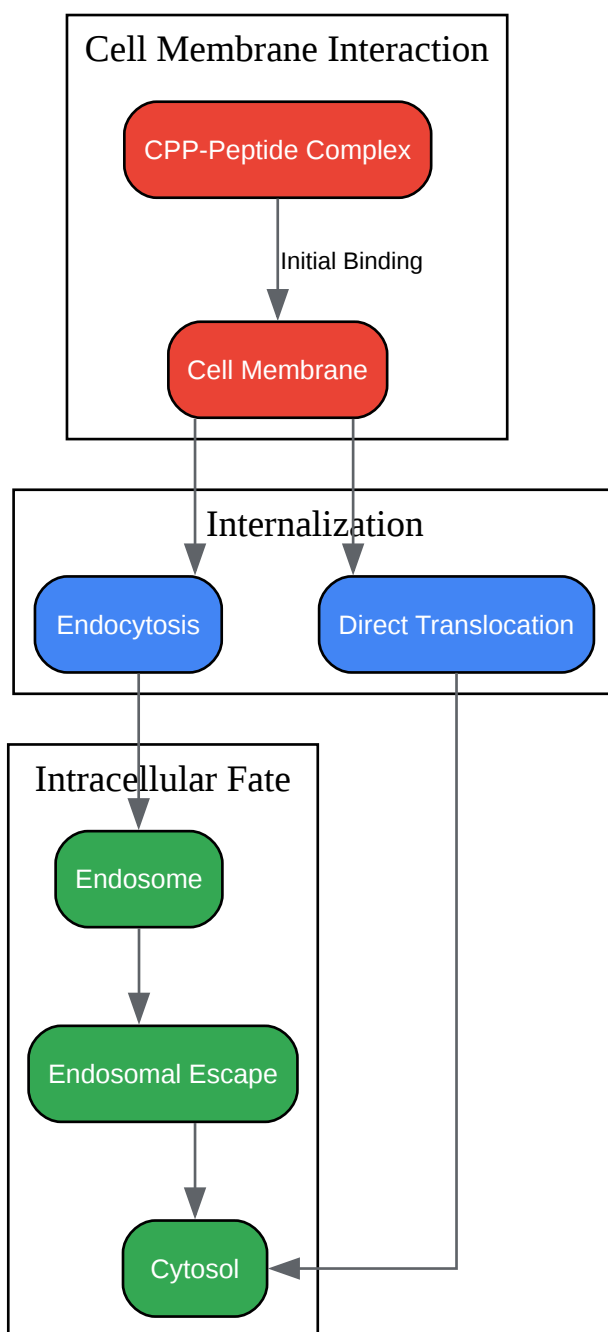 Cell Membrane Interaction
CPP-Peptide Complex
Initial Binding
Cell Membrane
Internalization
Endocytosis
Direct Translocation
Intracellular Fate
Endosome
Endosomal Escape
Cytosol